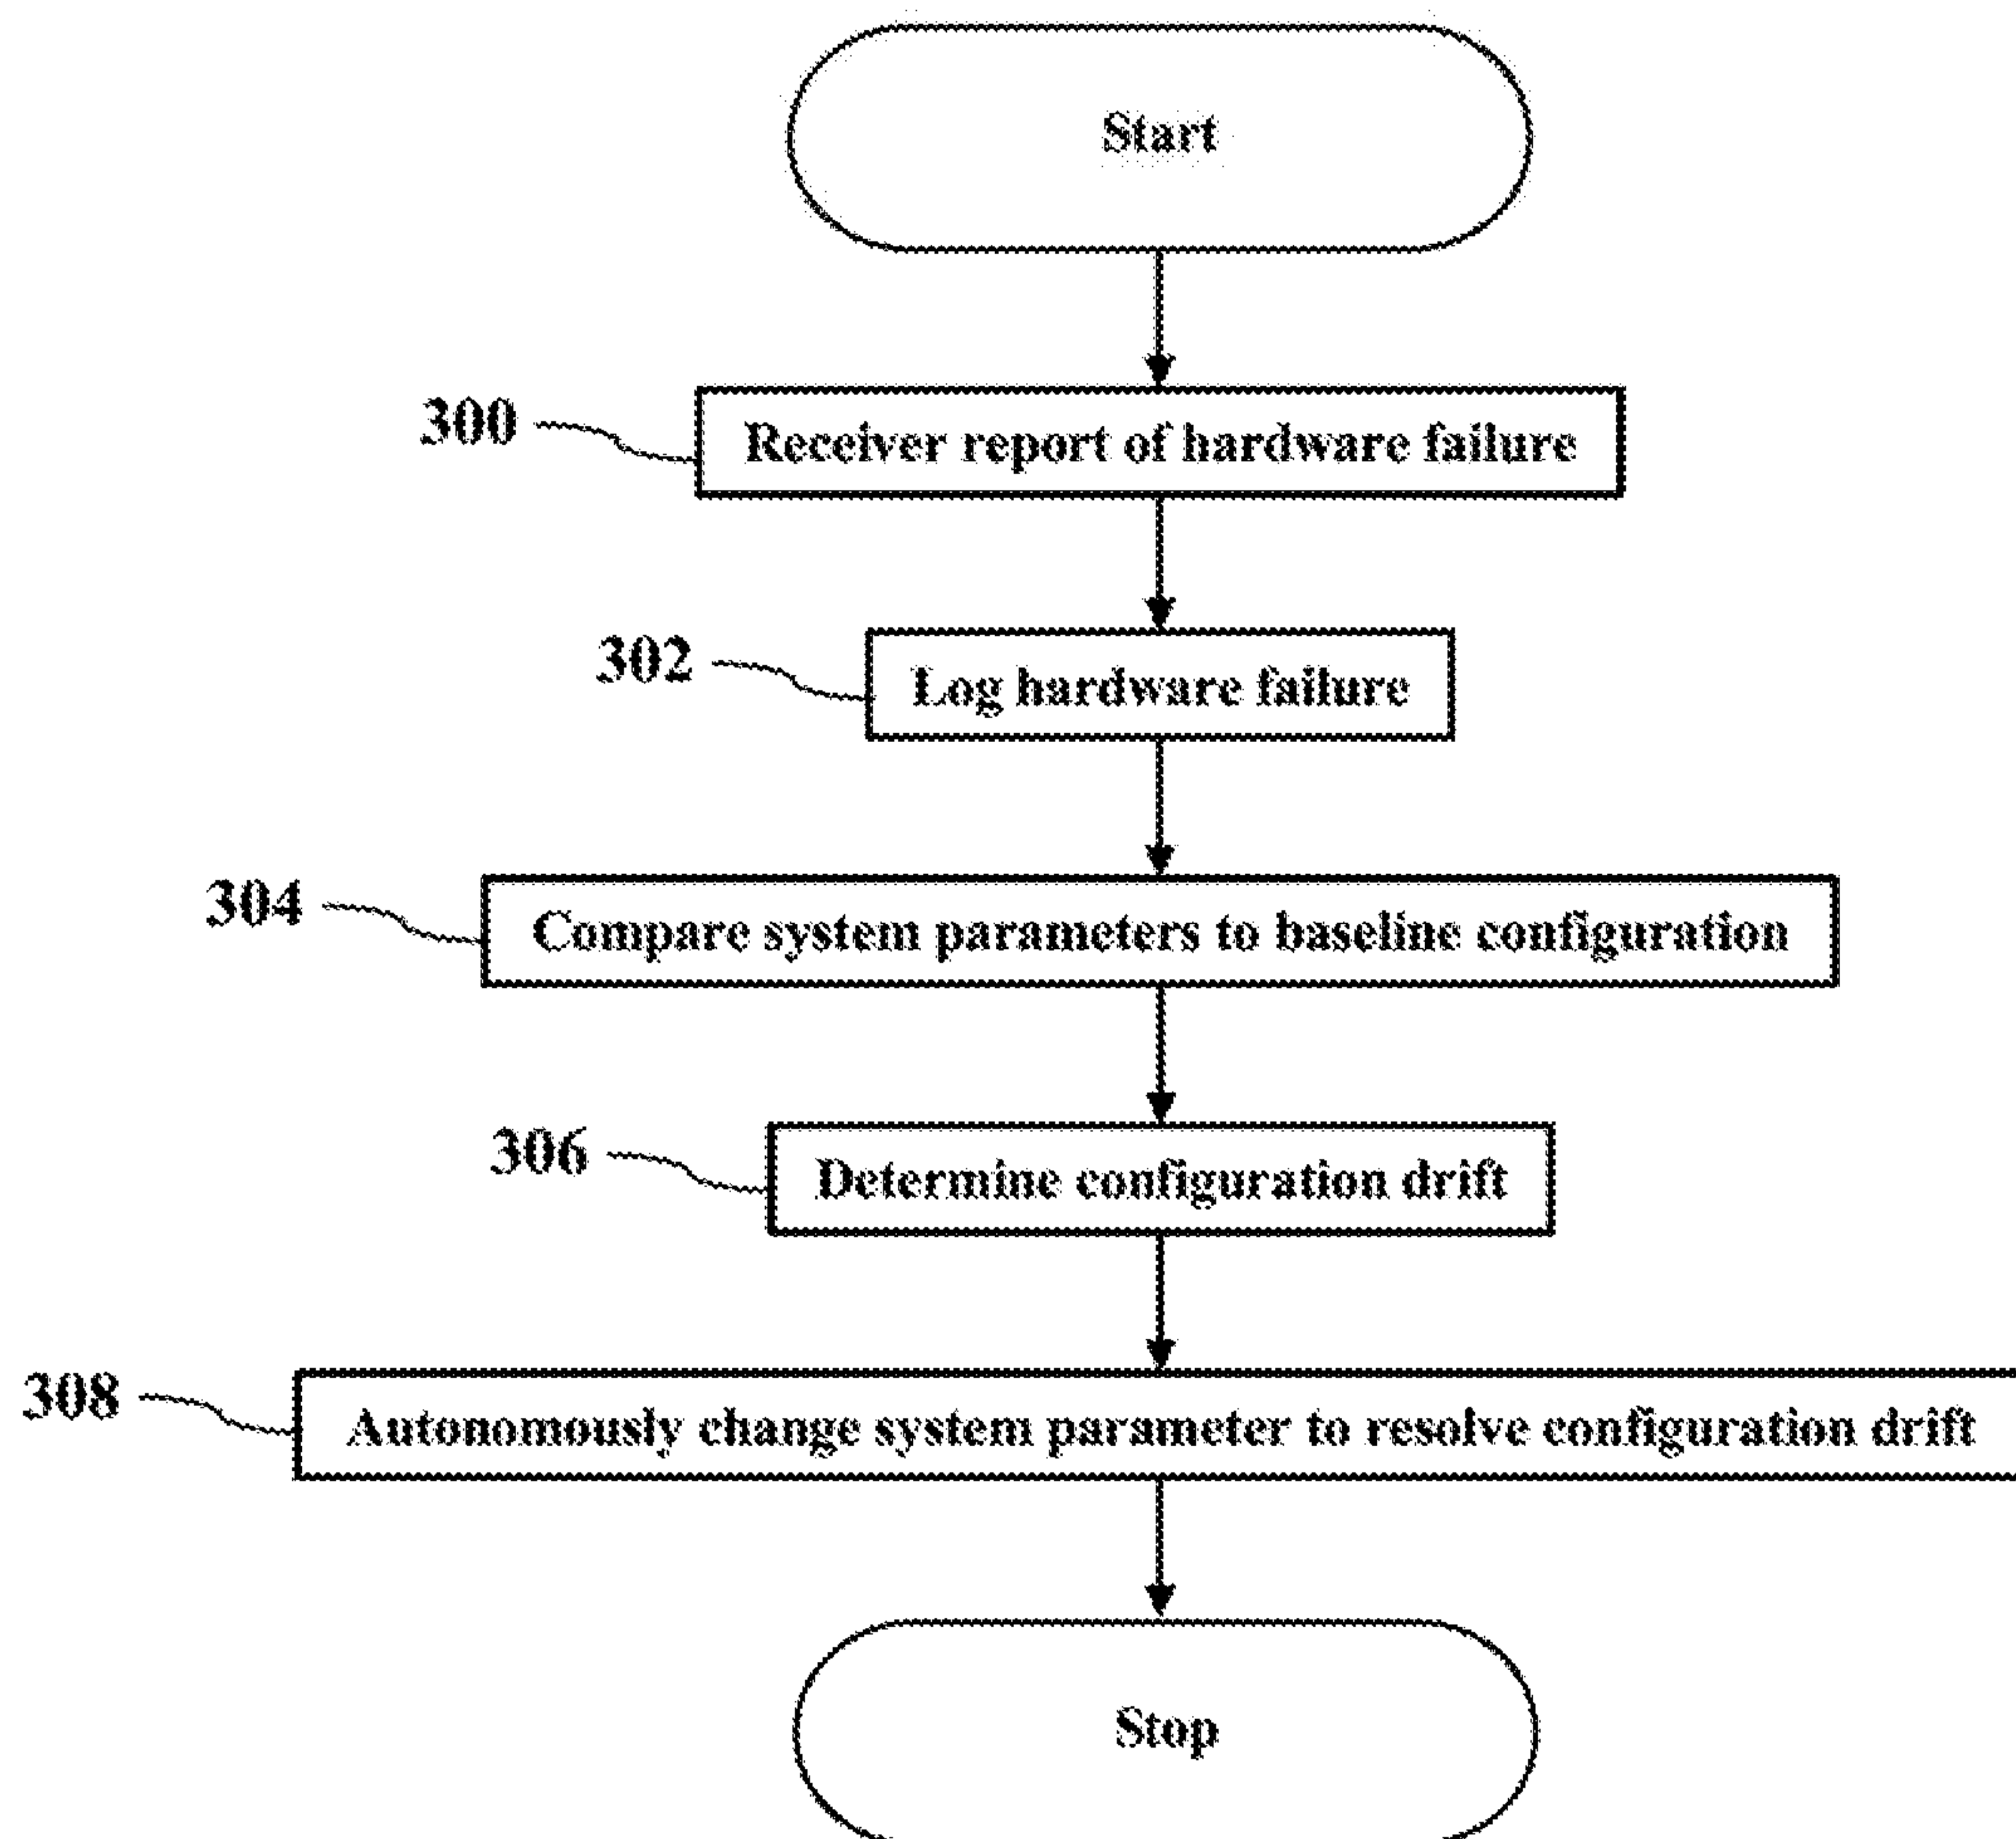 Start
300
Receiver report of hardware failure
302
Log hardware failure
304
Compare system parameters to baseline configuration
306
Determine configuration drift
308
Autonomously change system parameter to resolve configuration drift
Stop